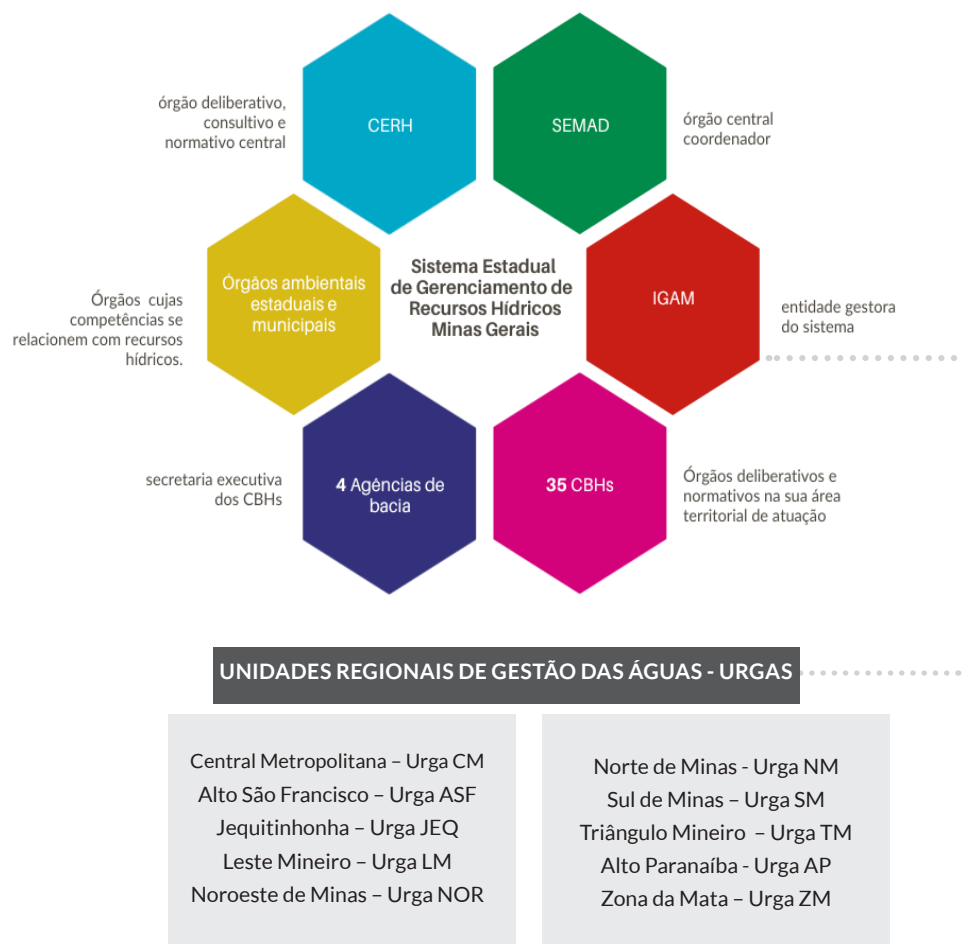 órgão deliberativo,
consultivo e
normativo central
CERH
SEMAD
órgão central
coordenador
Órgãos cujas
competências se
relacionem com recursos
hídricos.
Órgãos ambientais
estaduais e
municipais
Sistema Estadual
de Gerenciamento de
Recursos Hídricos
Minas Gerais
IGAM
entidade gestora
do sistema
secretaria executiva
dos CBHs
4 Agências de
bacia
35 CBHs
Órgãos deliberativos e
normativos na sua área
territorial de atuação
UNIDADES REGIONAIS DE GESTÃO DAS ÁGUAS - URGAS
Central Metropolitana – Urga CM
Alto São Francisco – Urga ASF
Jequitinhonha – Urga JEQ
Leste Mineiro – Urga LM
Noroeste de Minas – Urga NOR
Norte de Minas - Urga NM
Sul de Minas – Urga SM
Triângulo Mineiro – Urga TM
Alto Paranaíba - Urga AP
Zona da Mata – Urga ZM